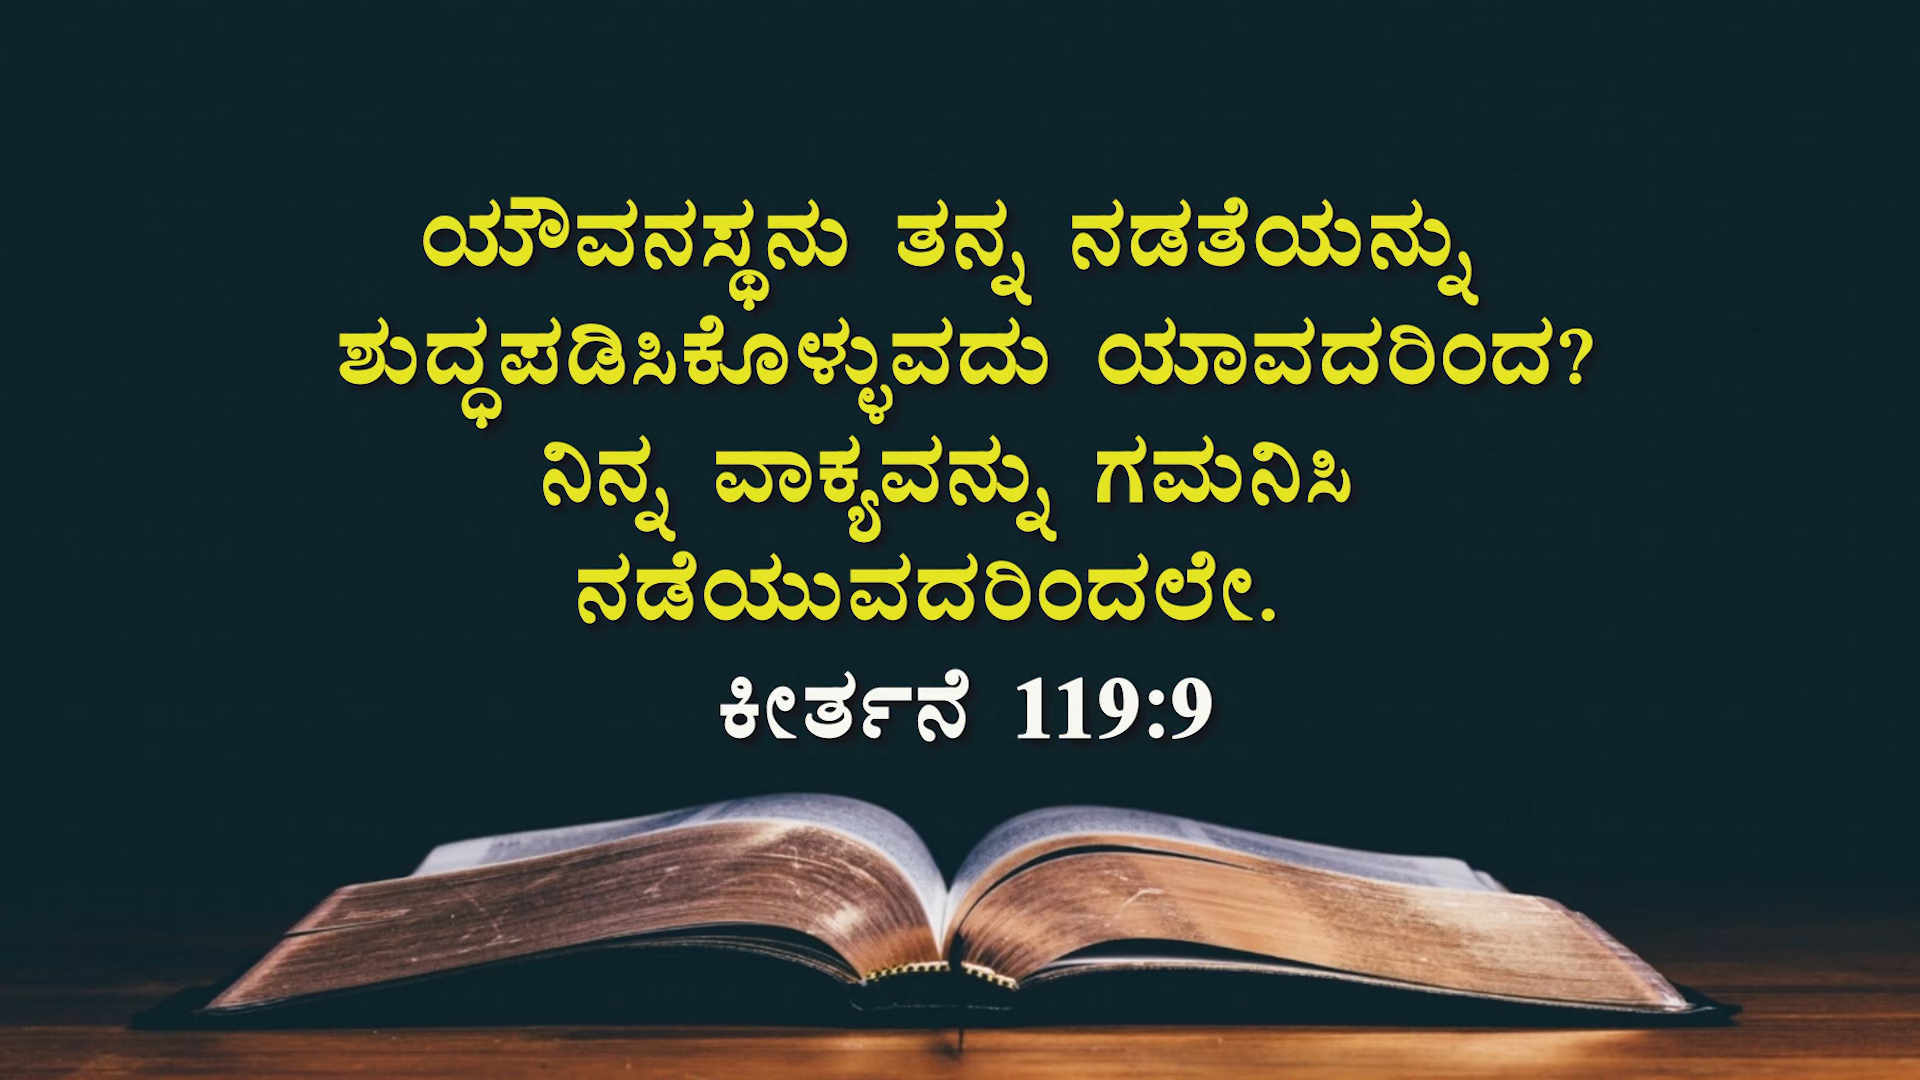 ಯೌವನಸ್ಥನು ತನ್ನ ನಡತೆಯನ್ನು
ಶುದ್ಧಪಡಿಸಿಕೊಳ್ಳುವದು ಯಾವದರಿಂದ?
ನಿನ್ನ ವಾಕ್ಯವನ್ನು ಗಮನಿಸಿ
ನಡೆಯುವದರಿಂದಲೇ.
ಕೀರ್ತನೆ 119:9